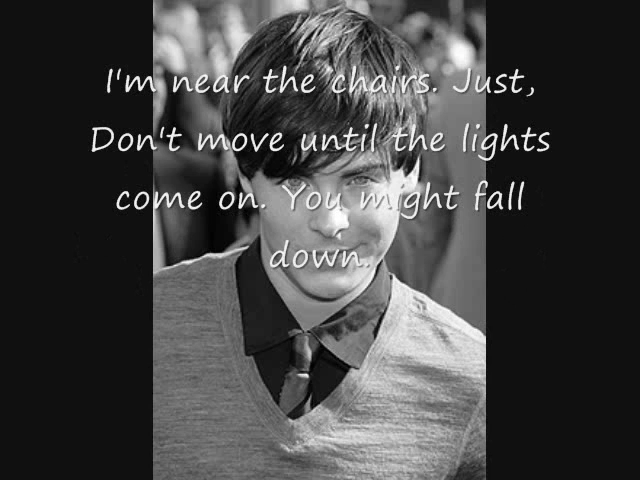 I'm near the chairs. Just,
Don't move until the lights
come on. You might fall
down.